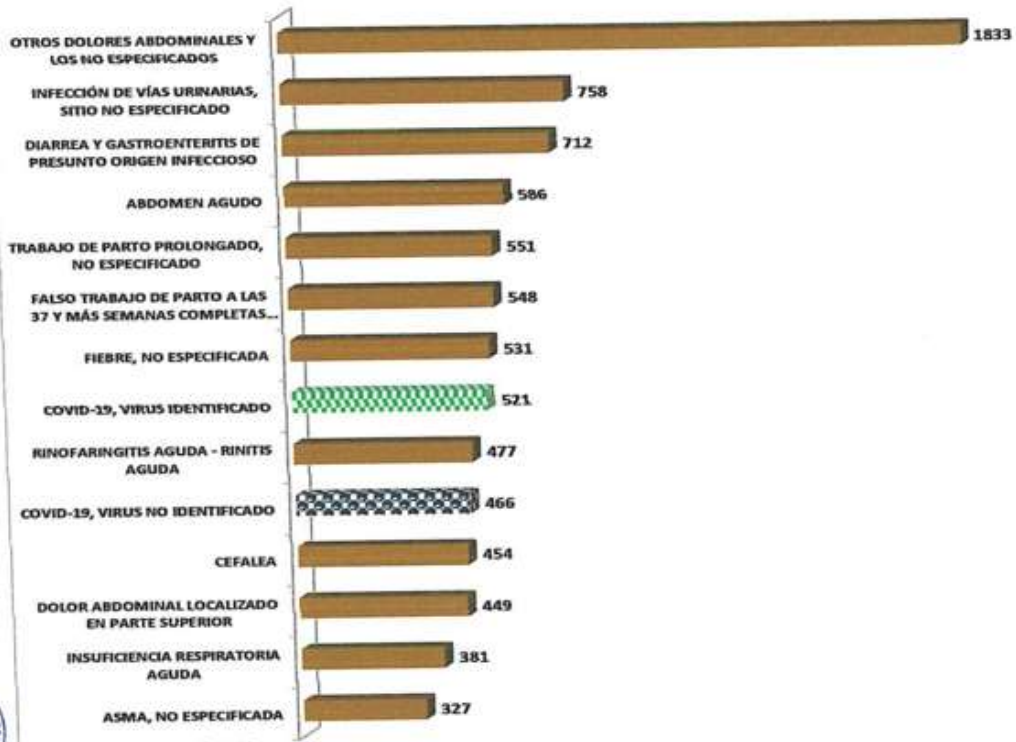 OTROS DOLORES ABDOMINALES Y
LOS NO ESPECIFICADOS
1833
INFECCIÓN DE VÍAS URINARIAS,
SITIO NO ESPECIFICADO
758
DIARREA Y GASTROENTERITIS DE
PRESUNTO ORIGEN INFECCIOSO
712
ABDOMEN AGUDO
586
TRABAJO DE PARTO PROLONGADO,
NO ESPECIFICADO
551
FALSO TRABAJO DE PARTO A LAS
37 Y MÁS SEMANAS COMPLETAS...
548
FIEBRE, NO ESPECIFICADA
531
COVID-19, VIRUS IDENTIFICADO
521
RINOFARINGITIS AGUDA - RINITIS
AGUDA
477
COVID-19, VIRUS NO IDENTIFICADO
466
CEFALEA
454
DOLOR ABDOMINAL LOCALIZADO
EN PARTE SUPERIOR
449
INSUFICIENCIA RESPIRATORIA
AGUDA
381
ASMA, NO ESPECIFICADA
327